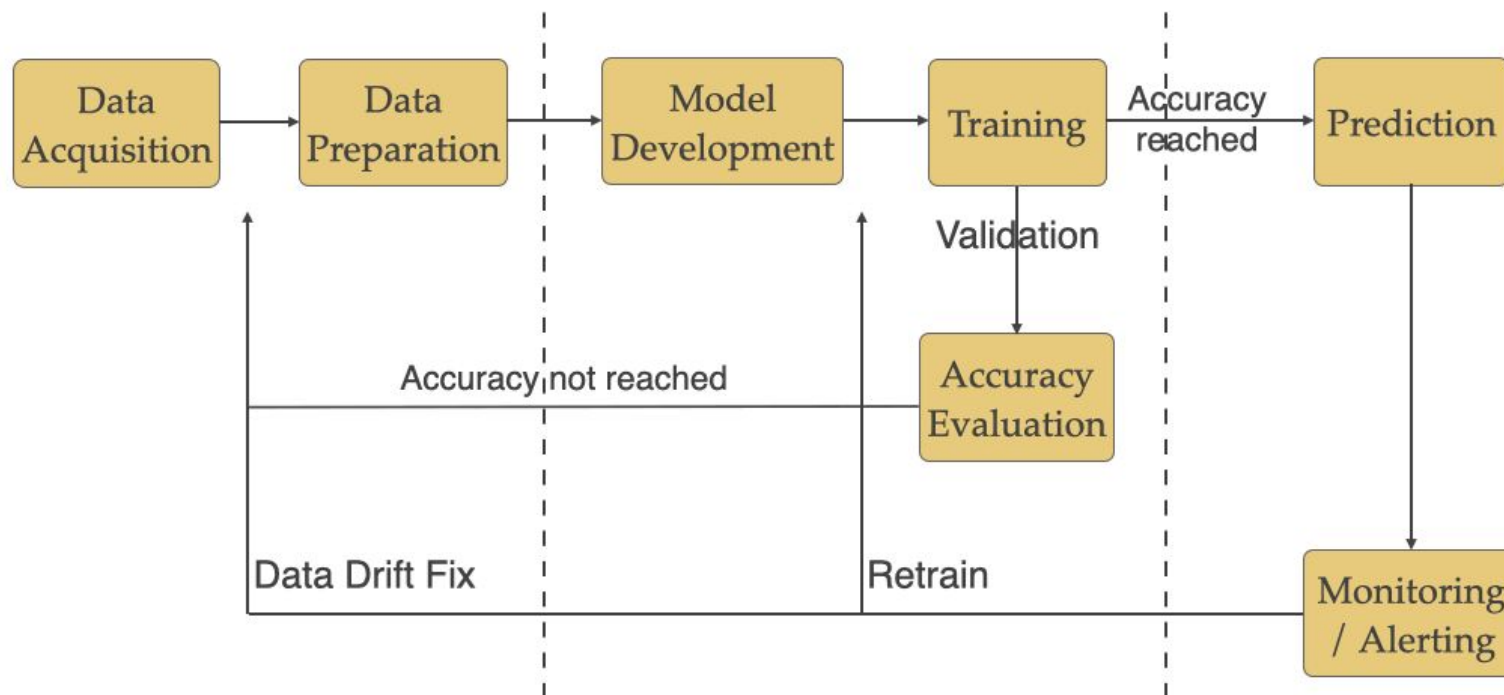 Data
Acquisition
Data
Preparation
Model
Development
Training
Accuracy
reached
Prediction
Validation
Accuracy not reached
Accuracy
Evaluation
Data Drift Fix
Retrain
Monitoring
/ Alerting